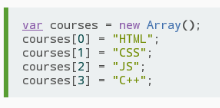 var courses = new Array();
courses[0] = "HTML";
courses[1] = "CSS";
courses[2] = "JS";
courses[3] = "C++";